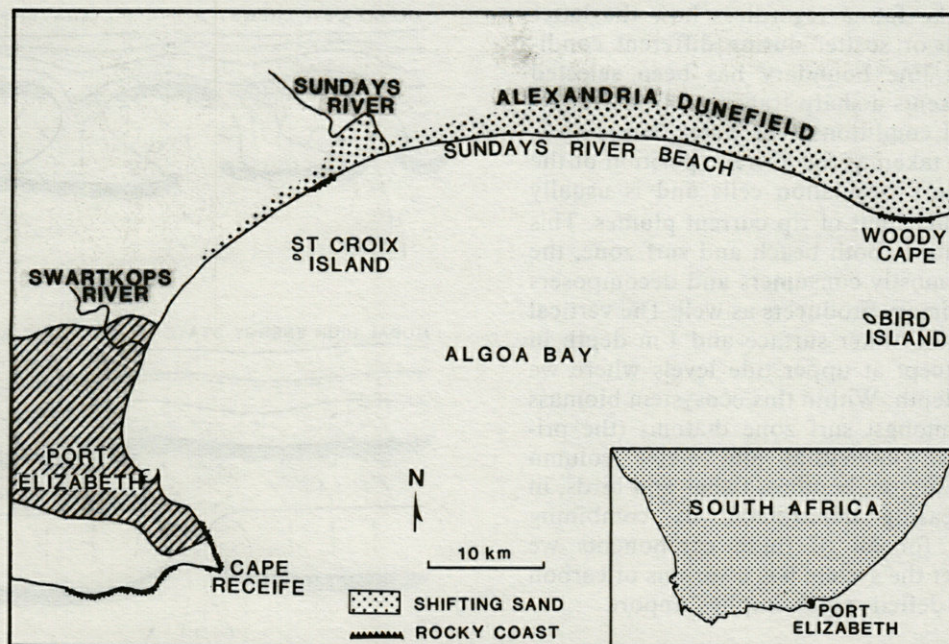 SUNDAYS
RIVER
ALEXANDRIA DUNEFIELD
SUNDAYS RIVER BEACH
ST CROIX
ISLAND
WOODY
CAPE
SWARTKOPS
RIVER
BIRD
ISLAND
ALGOA BAY
PORT
ELIZABETH
N
SOUTH AFRICA
10 km
CAPE
RECEIFE
SHIFTING SAND
ROCKY COAST
PORT
ELIZABETH